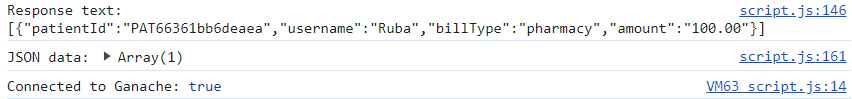 Response text: script.js:146
[{"patientId":"PAT66361bb6deaea","username":"Ruba","billType":"pharmacy","amount":"100.00"}]
JSON data: ▶ Array(1) script.js:161
Connected to Ganache: true VM63 script.js:14